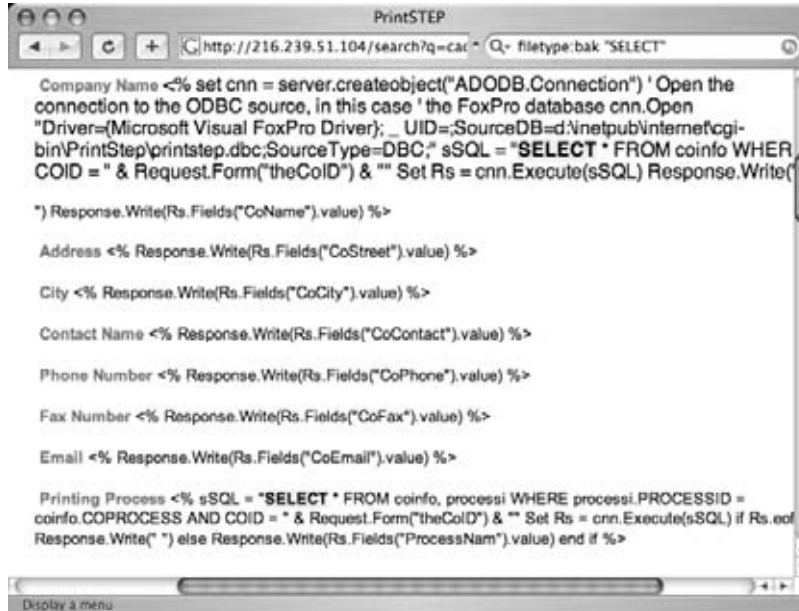 PrintSTEP
http://216.239.51.104/search?q=cac
filetype:bak "SELECT"
Company Name <% set cnn = server.createobject("ADODB.Connection") ' Open the
connection to the ODBC source, in this case ' the FoxPro database cnn.Open
"Driver={Microsoft Visual FoxPro Driver}; _ UID=;SourceDB=d:\inetpub\internet\cgi-
bin\PrintStep\printstep.dbc;SourceType=DBC;" sSQL = "SELECT * FROM coinfo WHER
COID = " & Request.Form("theCoID") & "" Set Rs = cnn.Execute(sSQL) Response.Write("
") Response.Write(Rs.Fields("CoName").value) %>
Address <% Response.Write(Rs.Fields("CoStreet").value) %>
City <% Response.Write(Rs.Fields("CoCity").value) %>
Contact Name <% Response.Write(Rs.Fields("CoContact").value) %>
Phone Number <% Response.Write(Rs.Fields("CoPhone").value) %>
Fax Number <% Response.Write(Rs.Fields("CoFax").value) %>
Email <% Response.Write(Rs.Fields("CoEmail").value) %>
Printing Process <% sSQL = "SELECT * FROM coinfo, processi WHERE processi.PROCESSID =
coinfo.COPROCESS AND COID = " & Request.Form("theCoID") & "" Set Rs = cnn.Execute(sSQL) if Rs.eof
Response.Write(" ") else Response.Write(Rs.Fields("ProcessNam").value) end if %>
Display a menu